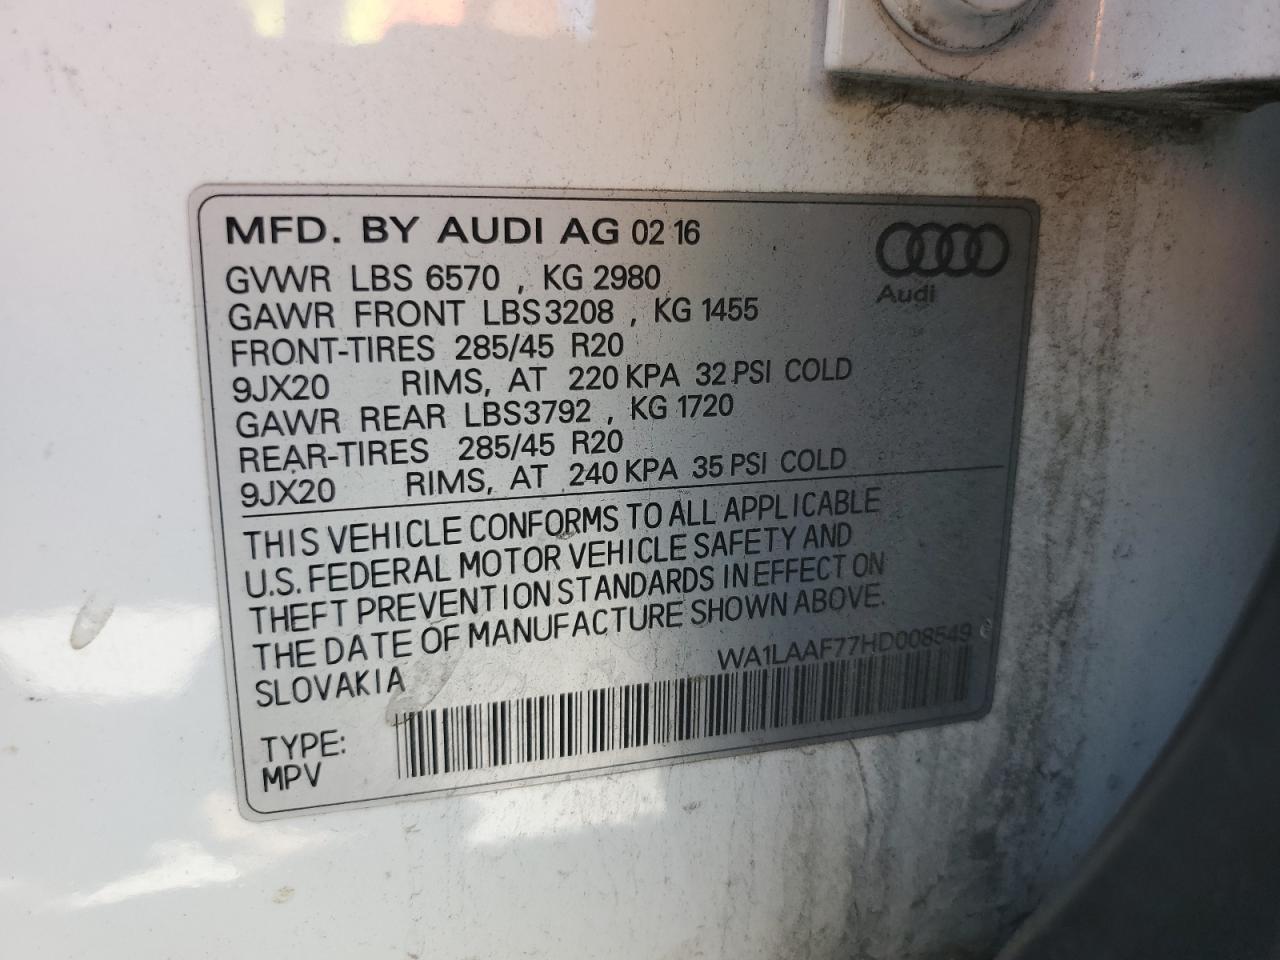 MFD. BY AUDI AG 02 16
Audi
GVWR LBS 6570 , KG 2980
GAWR FRONT LBS 3208 , KG 1455
FRONT-TIRES 285/45 R20
9JX20 RIMS, AT 220 KPA 32 PSI COLD
GAWR REAR LBS3792 , KG 1720
REAR-TIRES 285/45 R20
9JX20 RIMS, AT 240 KPA 35 PSI COLD
THIS VEHICLE CONFORMS TO ALL APPLICABLE
U.S. FEDERAL MOTOR VEHICLE SAFETY AND
THEFT PREVENTION STANDARDS IN EFFECT ON
THE DATE OF MANUFACTURE SHOWN ABOVE.
SLOVAKIA
WA1LAAF77HD008549
TYPE:
MPV